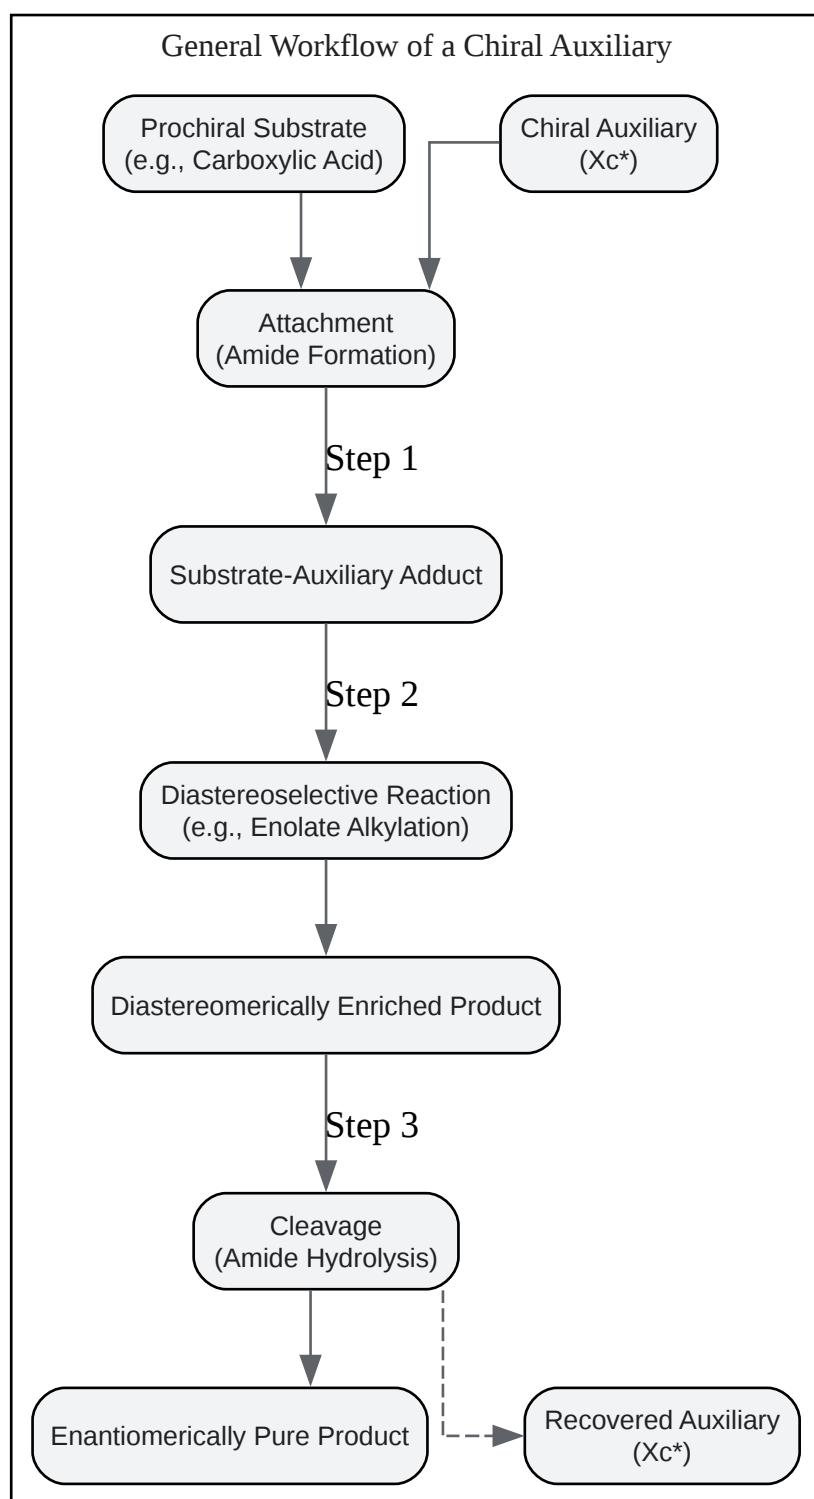 General Workflow of a Chiral Auxiliary
Prochiral Substrate
(e.g., Carboxylic Acid)
Chiral Auxiliary
(Xc*)
Attachment
(Amide Formation)
Step 1
Substrate-Auxiliary Adduct
Step 2
Diastereoselective Reaction
(e.g., Enolate Alkylation)
Diastereomerically Enriched Product
Step 3
Cleavage
(Amide Hydrolysis)
Enantiomerically Pure Product
Recovered Auxiliary
(Xc*)